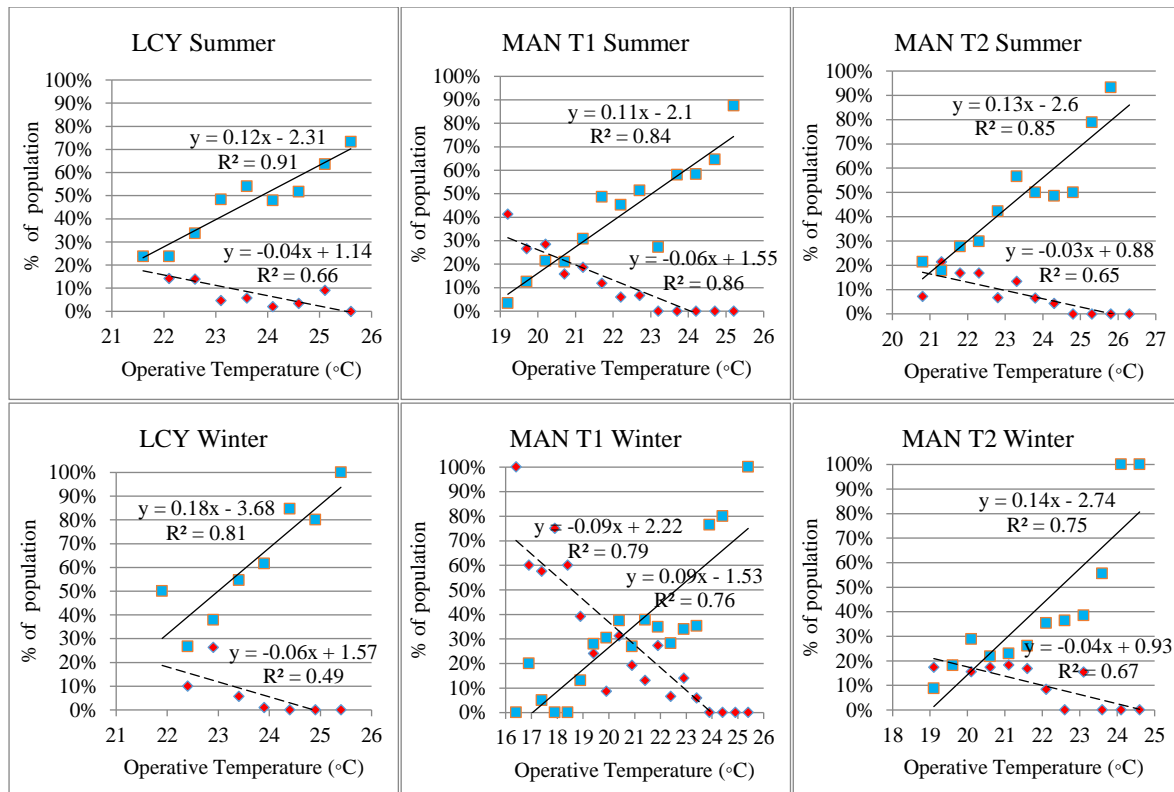 LCY Summer
100%
90%
80%
70%
60%
50%
40%
30%
20%
10%
0%
% of population
y = 0.12x - 2.31
R² = 0.91
y = -0.04x + 1.14
R² = 0.66
21 22 23 24 25 26
Operative Temperature (◦C)
MAN T1 Summer
100%
90%
80%
70%
60%
50%
40%
30%
20%
10%
0%
% of population
y = 0.11x - 2.1
R² = 0.84
y = -0.06x + 1.55
R² = 0.86
19 20 21 22 23 24 25 26
Operative Temperature (◦C)
MAN T2 Summer
100%
90%
80%
70%
60%
50%
40%
30%
20%
10%
0%
% of population
y = 0.13x - 2.6
R² = 0.85
y = -0.03x + 0.88
R² = 0.65
20 21 22 23 24 25 26 27
Operative Temperature (◦C)
LCY Winter
100%
90%
80%
70%
60%
50%
40%
30%
20%
10%
0%
% of population
y = 0.18x - 3.68
R² = 0.81
y = -0.06x + 1.57
R² = 0.49
21 22 23 24 25 26
Operative Temperature (◦C)
MAN T1 Winter
100%
90%
80%
70%
60%
50%
40%
30%
20%
10%
0%
% of population
y = -0.09x + 2.22
R² = 0.79
y = 0.09x - 1.53
R² = 0.76
16 17 18 19 20 21 22 23 24 25 26
Operative Temperature (◦C)
MAN T2 Winter
100%
90%
80%
70%
60%
50%
40%
30%
20%
10%
0%
% of population
y = 0.14x - 2.74
R² = 0.75
y = -0.04x + 0.93
R² = 0.67
18 19 20 21 22 23 24 25
Operative Temperature (◦C)